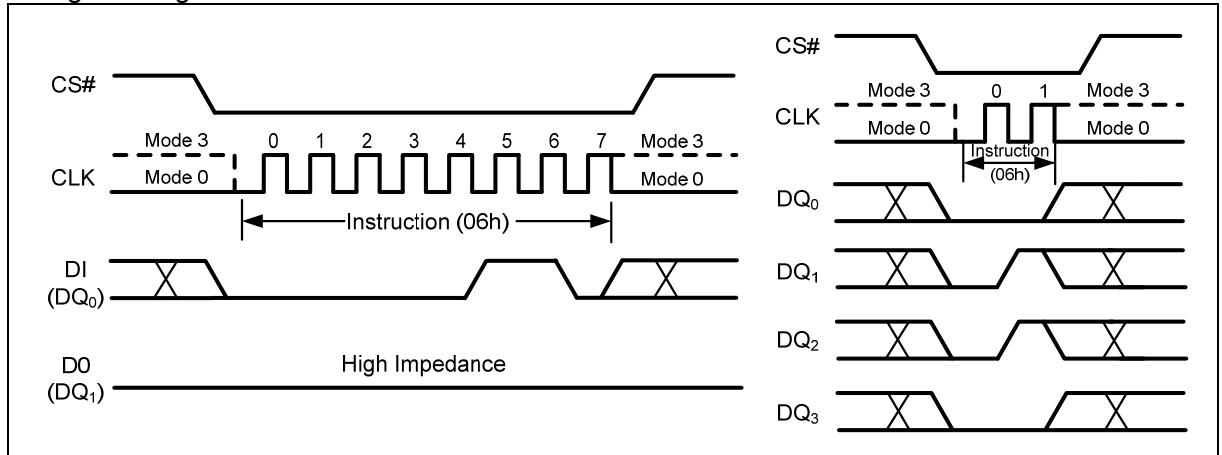 CS#
Mode 3
0 1 2 3 4 5 6 7
Mode 3
CLK
Mode 0
Mode 0
Instruction (06h)
DI
(DQ0)
D0
(DQ1)
High Impedance
CS#
Mode 3
0 1
Mode 3
CLK
Mode 0
Mode 0
Instruction
(06h)
DQ0
DQ1
DQ2
DQ3